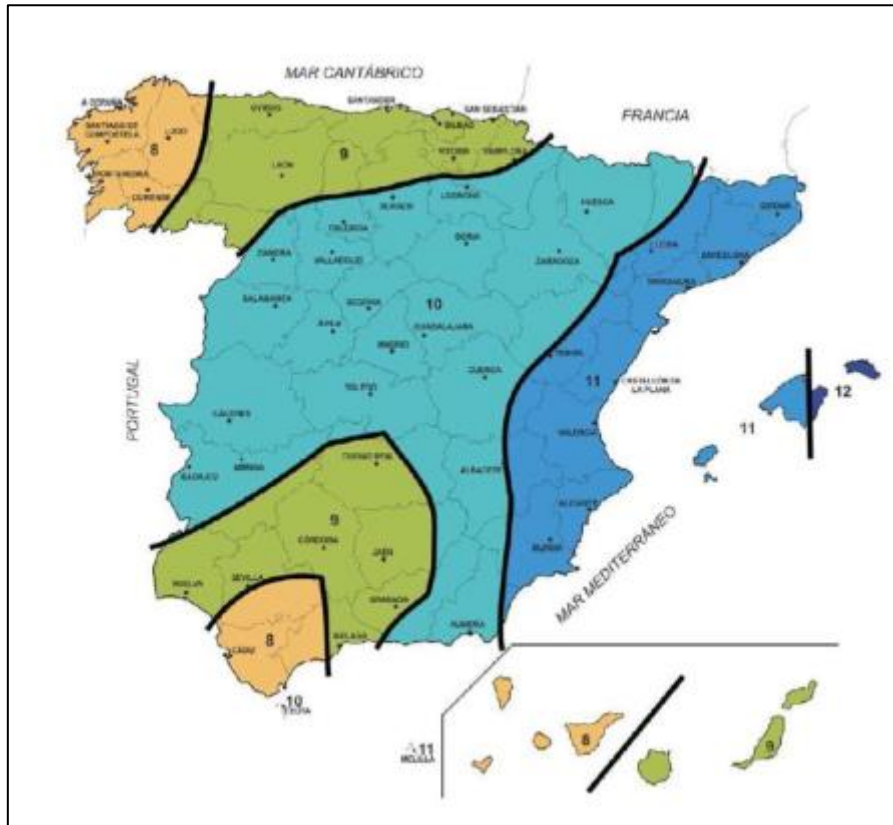 MAR CANTÁBRICO
FRANCIA
A CORUÑA
OVIEDO
SANTANDER
SAN SEBASTIÁN
BILBAO
SANTIAGO DE COMPOSTELA
LUGO
8
9
VITORIA
PAMPLONA
LEÓN
PONTEVEDRA
OURENSE
BURGOS
LOGROÑO
HUESCA
GIRONA
PALENCIA
SORIA
LLEIDA
ZAMORA
VALLADOLID
ZARAGOZA
BARCELONA
TARRAGONA
SALAMANCA
SEGOVIA
10
ÁVILA
GUADALAJARA
MADRID
TERUEL
PORTUGAL
TOLEDO
CUENCA
11
CASTELLÓN DE LA PLANA
12
CÁCERES
11
VALENCIA
BADAJOZ
MÉRIDA
CIUDAD REAL
ALBACETE
ALICANTE
9
CÓRDOBA
JAÉN
MURCIA
MAR MEDITERRÁNEO
HUELVA
SEVILLA
GRANADA
8
CÁDIZ
MÁLAGA
ALMERÍA
10
CEUTA
11
MELILLA
8
9